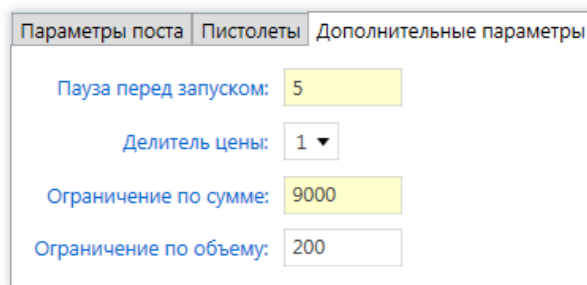 Параметры поста Пистолеты Дополнительные параметры
Пауза перед запуском: 5
Делитель цены: 1
Ограничение по сумме: 9000
Ограничение по объему: 200